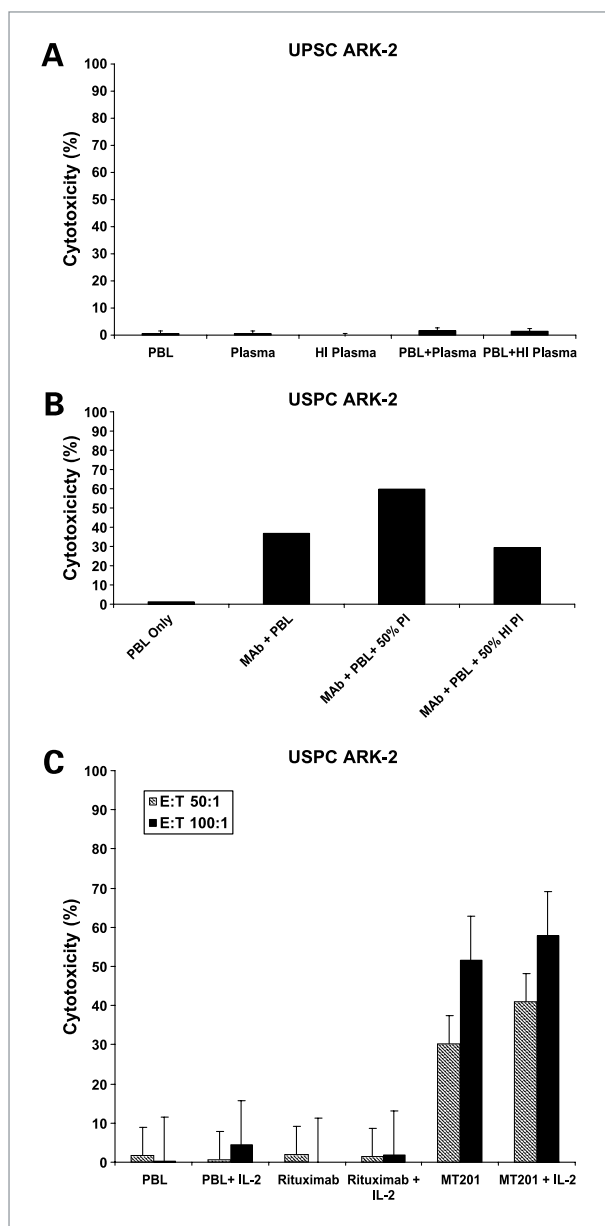 A
UPSC ARK-2
100
90
80
70
60
50
40
30
20
10
0
Cytotoxicity (%)
PBL Plasma HI Plasma PBL+Plasma PBL+HI Plasma
B
USPC ARK-2
100
90
80
70
60
50
40
30
20
10
0
Cytotoxicicty (%)
PBL Only
MAb + PBL
MAb + PBL+ 50% Pl
MAb + PBL + 50% HI Pl
C
USPC ARK-2
E:T 50:1
E:T 100:1
100
90
80
70
60
50
40
30
20
10
0
Cytotoxicity (%)
PBL PBL+ IL-2 Rituximab Rituximab + MT201 MT201 + IL-2
IL-2